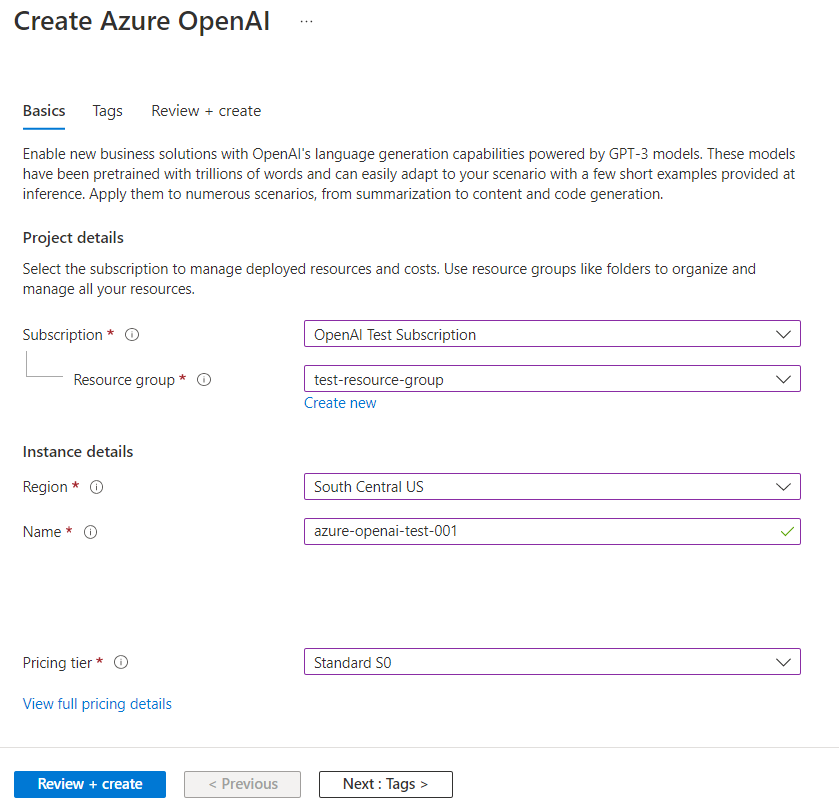 Create Azure OpenAI ...
Basics Tags Review + create
Enable new business solutions with OpenAI's language generation capabilities powered by GPT-3 models. These models
have been pretrained with trillions of words and can easily adapt to your scenario with a few short examples provided at
inference. Apply them to numerous scenarios, from summarization to content and code generation.
Project details
Select the subscription to manage deployed resources and costs. Use resource groups like folders to organize and
manage all your resources.
Subscription * OpenAI Test Subscription
Resource group * test-resource-group
Create new
Instance details
Region * South Central US
Name * azure-openai-test-001
Pricing tier * Standard S0
View full pricing details
Review + create < Previous Next : Tags >